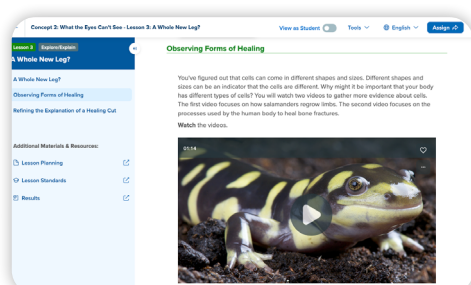 Concept 2: What the Eyes Can't See - Lesson 3: A Whole New Leg?
View as Student
Tools
English
Assign
Lesson 3 Explore/Explain
A Whole New Leg?
A Whole New Leg?
Observing Forms of Healing
Refining the Explanation of a Healing Cut
Additional Materials & Resources:
Lesson Planning
Lesson Standards
Results
Observing Forms of Healing
You've figured out that cells can come in different shapes and sizes. Different shapes and
sizes can be an indicator that the cells are different. Why might it be important that your body
has different types of cells? You will watch two videos to gather more evidence about cells.
The first video focuses on how salamanders regrow limbs. The second video focuses on the
processes used by the human body to heal bone fractures.
Watch the videos.
01:14